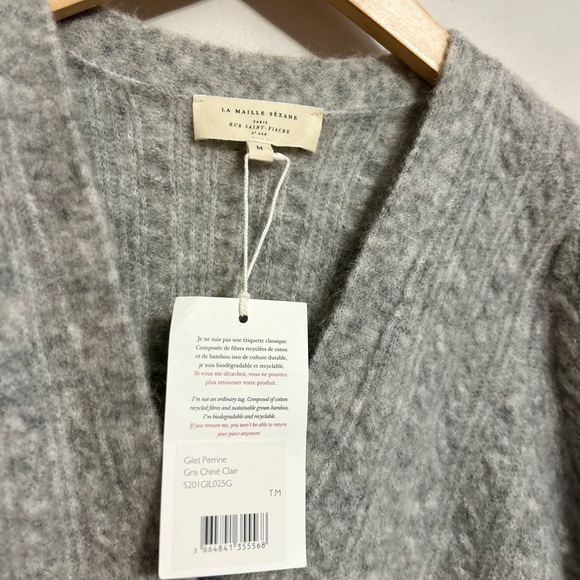 LA MAILLE SÉZANE
PARIS
RUE SAINT-FIACRE
M
Je ne suis pas une étiquette classique.
Composée de fibres recyclées de coton
et de bambou issu de culture durable,
je suis biodégradable et recyclable.
Si vous me détachez, vous ne pourrez
plus retourner votre produit.
I'm not an ordinary tag. Composed of cotton
recycled fibres and sustainable grown bamboo,
I'm biodegradable and recyclable.
If you remove me, you won't be able to return
your piece anymore.
Gilet Perrine
Gris Chiné Clair
S201GIL025G
T.M
3 664841 355568